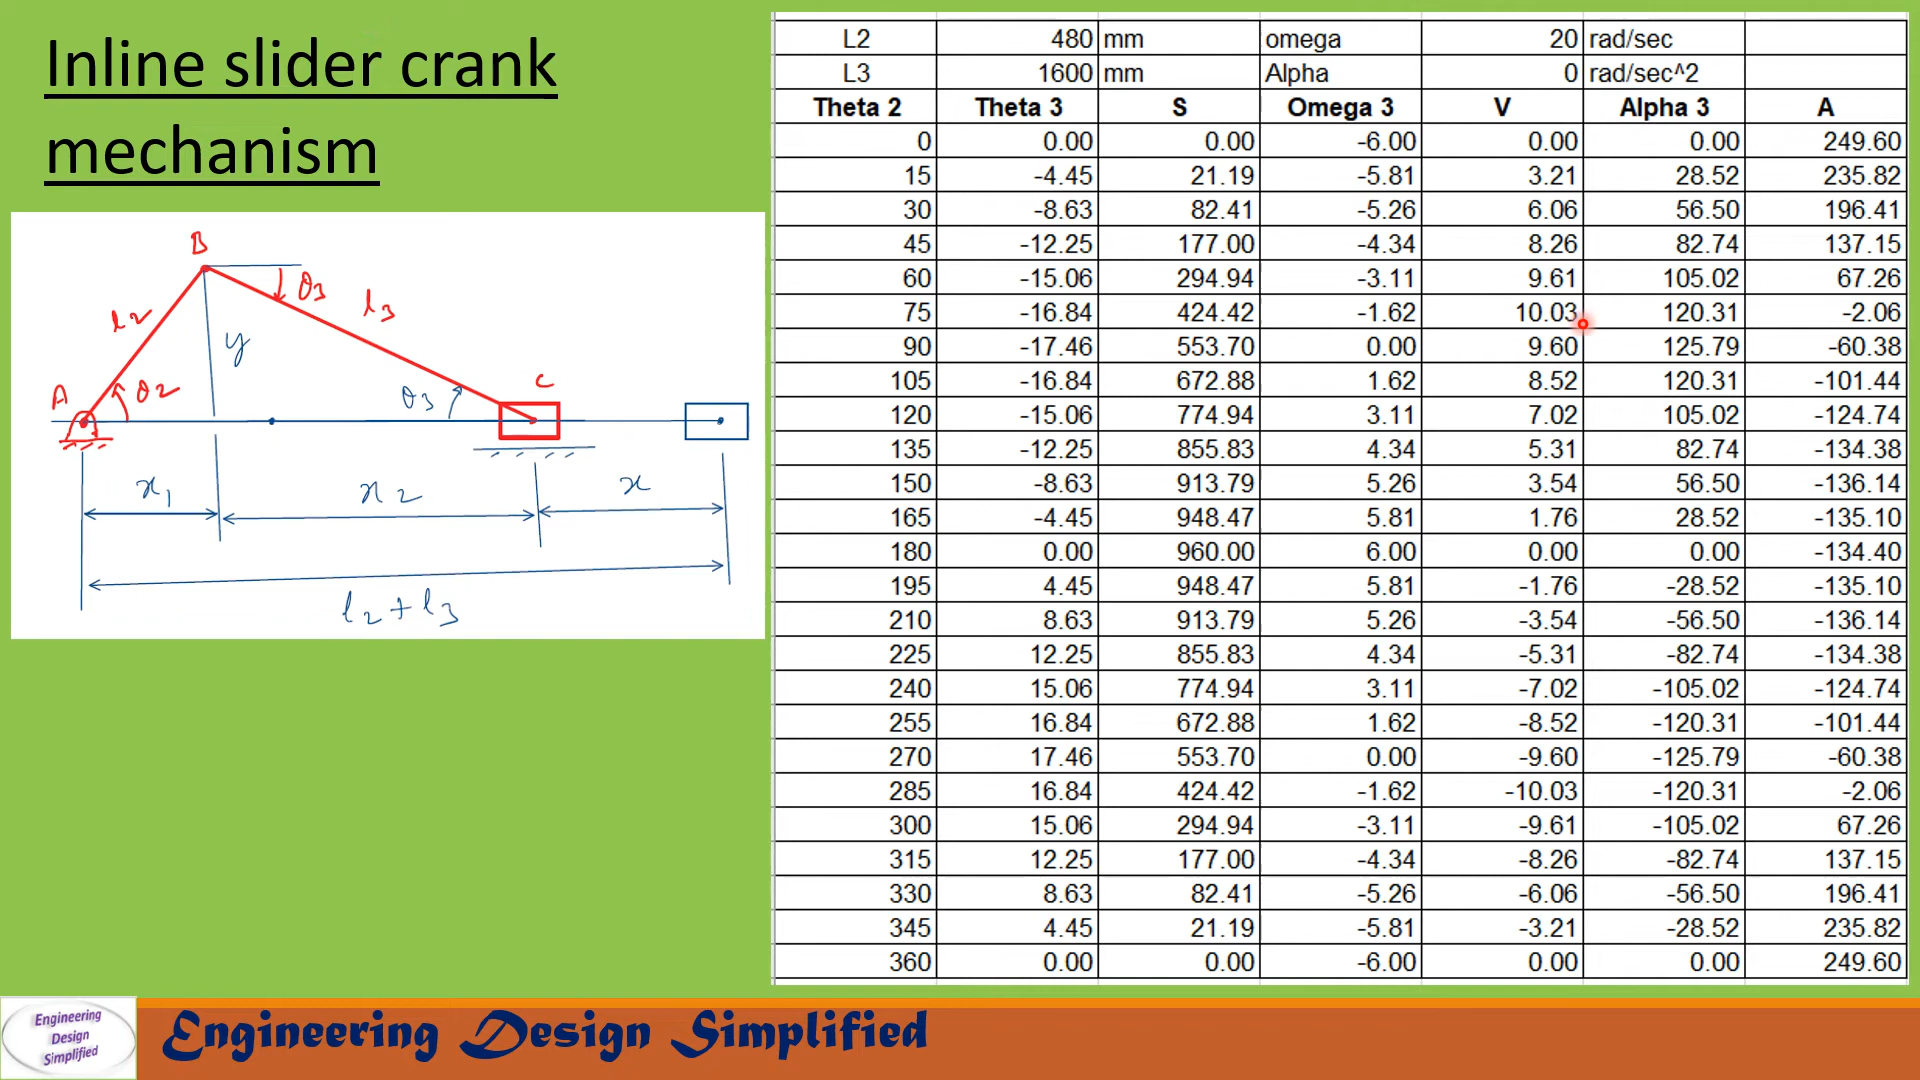 Inline slider crank
mechanism
B
θ3
l3
l2
y
A
θ2
θ3
C
x1
x2
x
l2 + l3
L2 480 mm omega 20 rad/sec
L3 1600 mm Alpha 0 rad/sec^2
Theta 2 Theta 3 S Omega 3 V Alpha 3 A
0 0.00 0.00 -6.00 0.00 0.00 249.60
15 -4.45 21.19 -5.81 3.21 28.52 235.82
30 -8.63 82.41 -5.26 6.06 56.50 196.41
45 -12.25 177.00 -4.34 8.26 82.74 137.15
60 -15.06 294.94 -3.11 9.61 105.02 67.26
75 -16.84 424.42 -1.62 10.03 120.31 -2.06
90 -17.46 553.70 0.00 9.60 125.79 -60.38
105 -16.84 672.88 1.62 8.52 120.31 -101.44
120 -15.06 774.94 3.11 7.02 105.02 -124.74
135 -12.25 855.83 4.34 5.31 82.74 -134.38
150 -8.63 913.79 5.26 3.54 56.50 -136.14
165 -4.45 948.47 5.81 1.76 28.52 -135.10
180 0.00 960.00 6.00 0.00 0.00 -134.40
195 4.45 948.47 5.81 -1.76 -28.52 -135.10
210 8.63 913.79 5.26 -3.54 -56.50 -136.14
225 12.25 855.83 4.34 -5.31 -82.74 -134.38
240 15.06 774.94 3.11 -7.02 -105.02 -124.74
255 16.84 672.88 1.62 -8.52 -120.31 -101.44
270 17.46 553.70 0.00 -9.60 -125.79 -60.38
285 16.84 424.42 -1.62 -10.03 -120.31 -2.06
300 15.06 294.94 -3.11 -9.61 -105.02 67.26
315 12.25 177.00 -4.34 -8.26 -82.74 137.15
330 8.63 82.41 -5.26 -6.06 -56.50 196.41
345 4.45 21.19 -5.81 -3.21 -28.52 235.82
360 0.00 0.00 -6.00 0.00 0.00 249.60
Engineering
Design
Simplified
Engineering Design Simplified